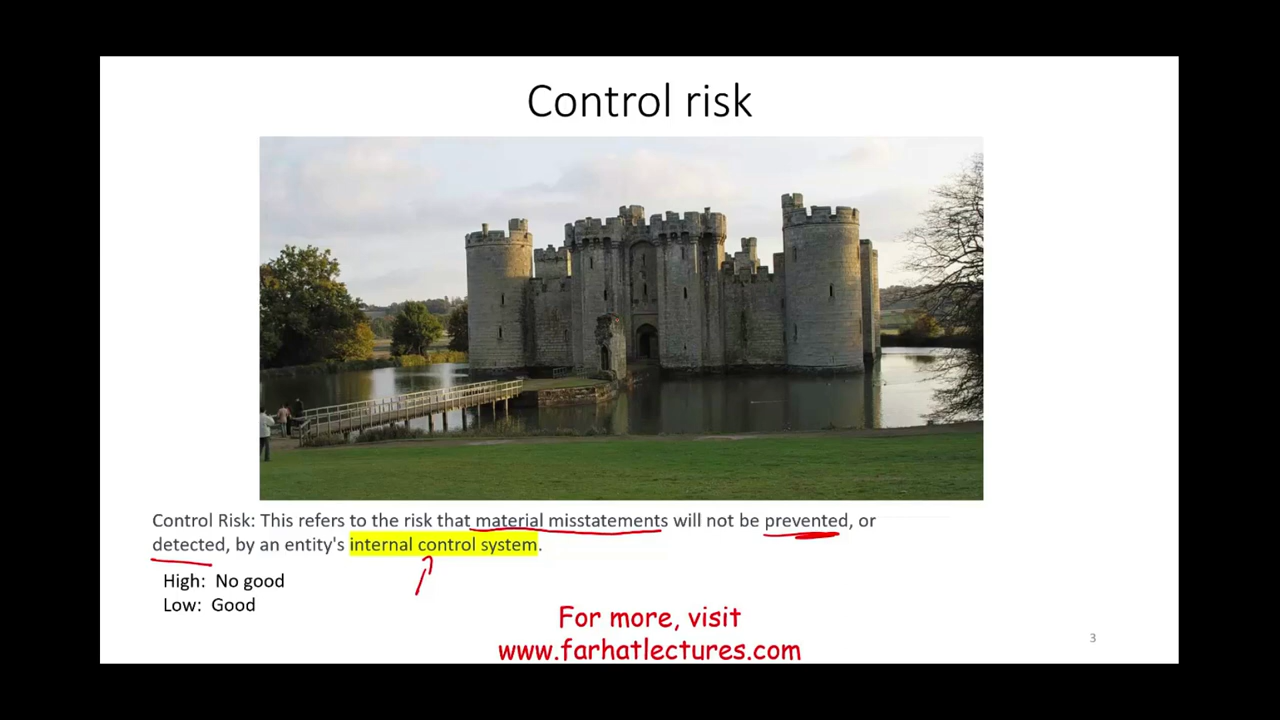 Control risk
Control Risk: This refers to the risk that material misstatements will not be prevented, or
detected, by an entity's internal control system.
High: No good
Low: Good
For more, visit
www.farhatlectures.com
3